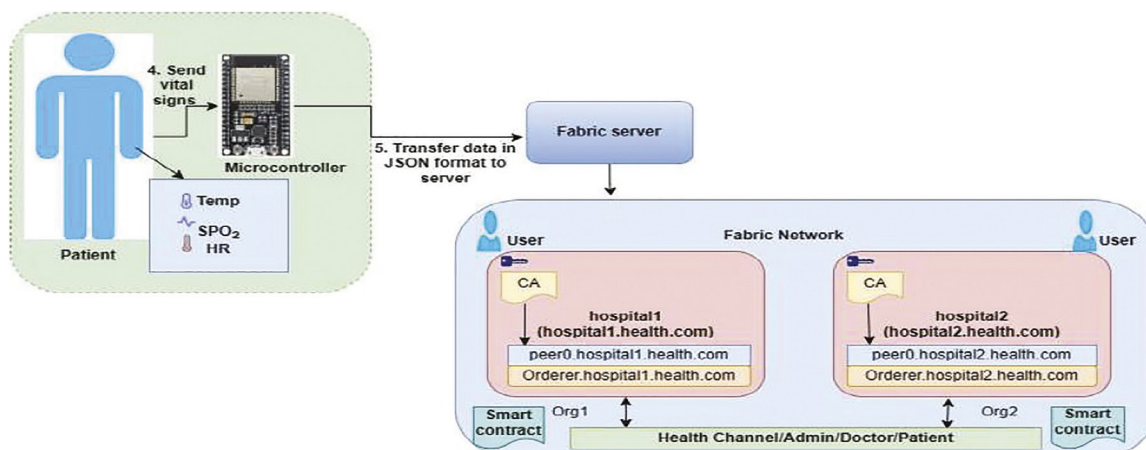 4. Send
vital
signs
Microcontroller
Temp
SPO₂
HR
Patient
5. Transfer data in
JSON format to
server
Fabric server
User
Fabric Network
User
CA
hospital1
(hospital1.health.com)
peer0.hospital1.health.com
Orderer.hospital1.health.com
CA
hospital2
(hospital2.health.com)
peer0.hospital2.health.com
Orderer.hospital2.health.com
Smart
contract
Org1
Org2
Smart
contract
Health Channel/Admin/Doctor/Patient